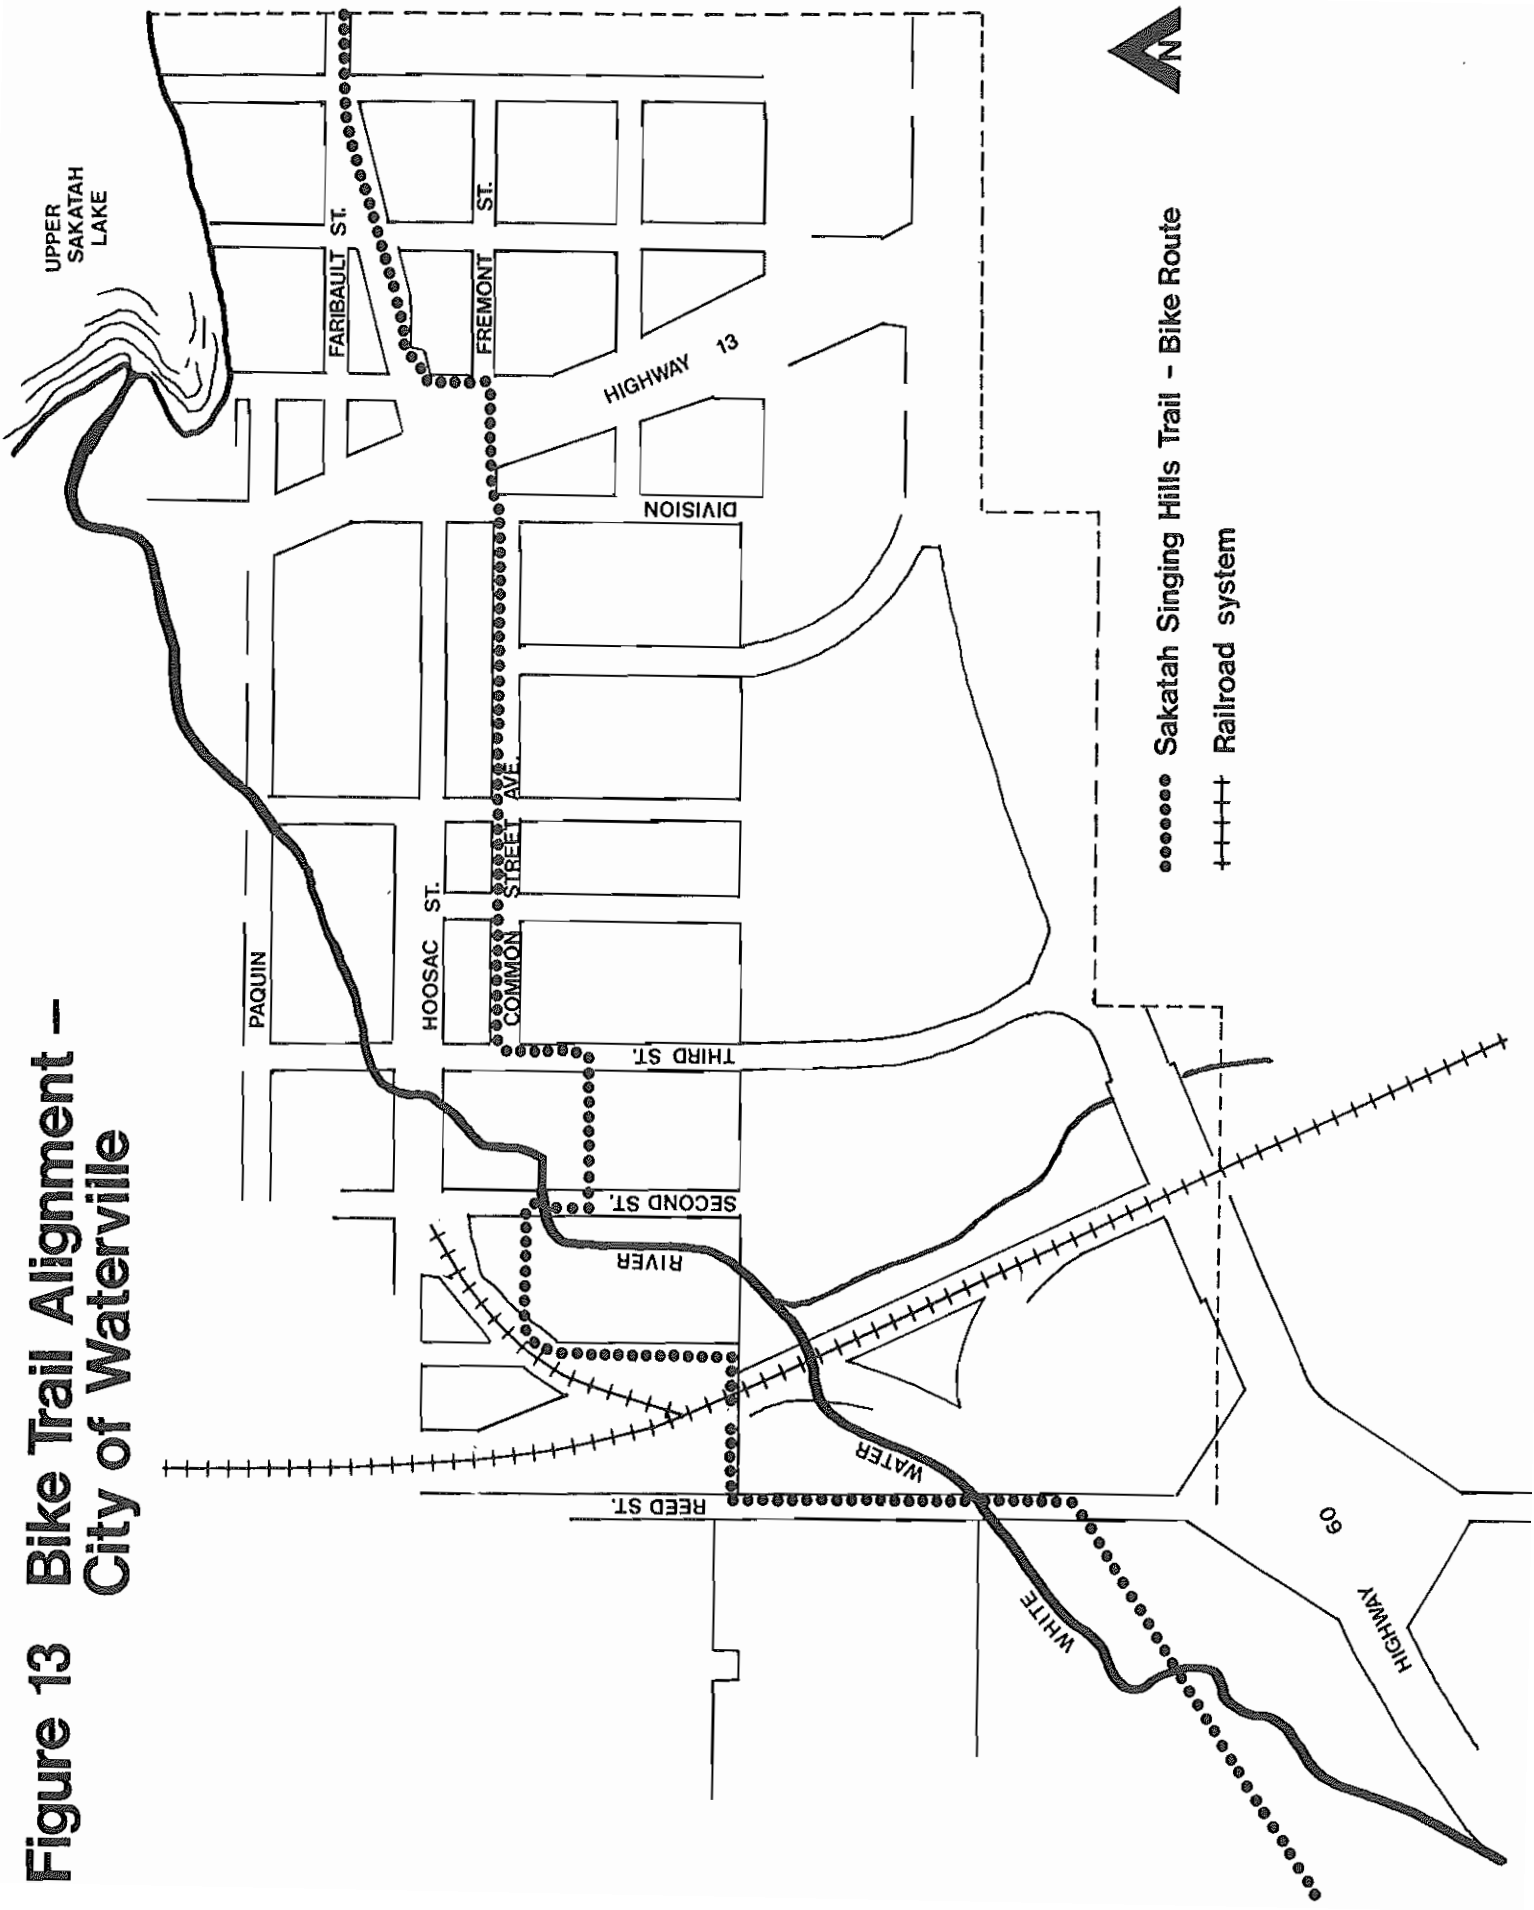 Figure 13 Bike Trail Alignment –
City of Waterville
UPPER
SAKATAH
LAKE
PAQUIN
FARIBAULT ST.
HOOSAC ST.
FREMONT ST.
COMMON STREET AVE.
HIGHWAY 13
DIVISION
THIRD ST.
SECOND ST.
RIVER
REED ST.
WATER
WHITE
HIGHWAY 60
Sakatah Singing Hills Trail - Bike Route
Railroad system
N